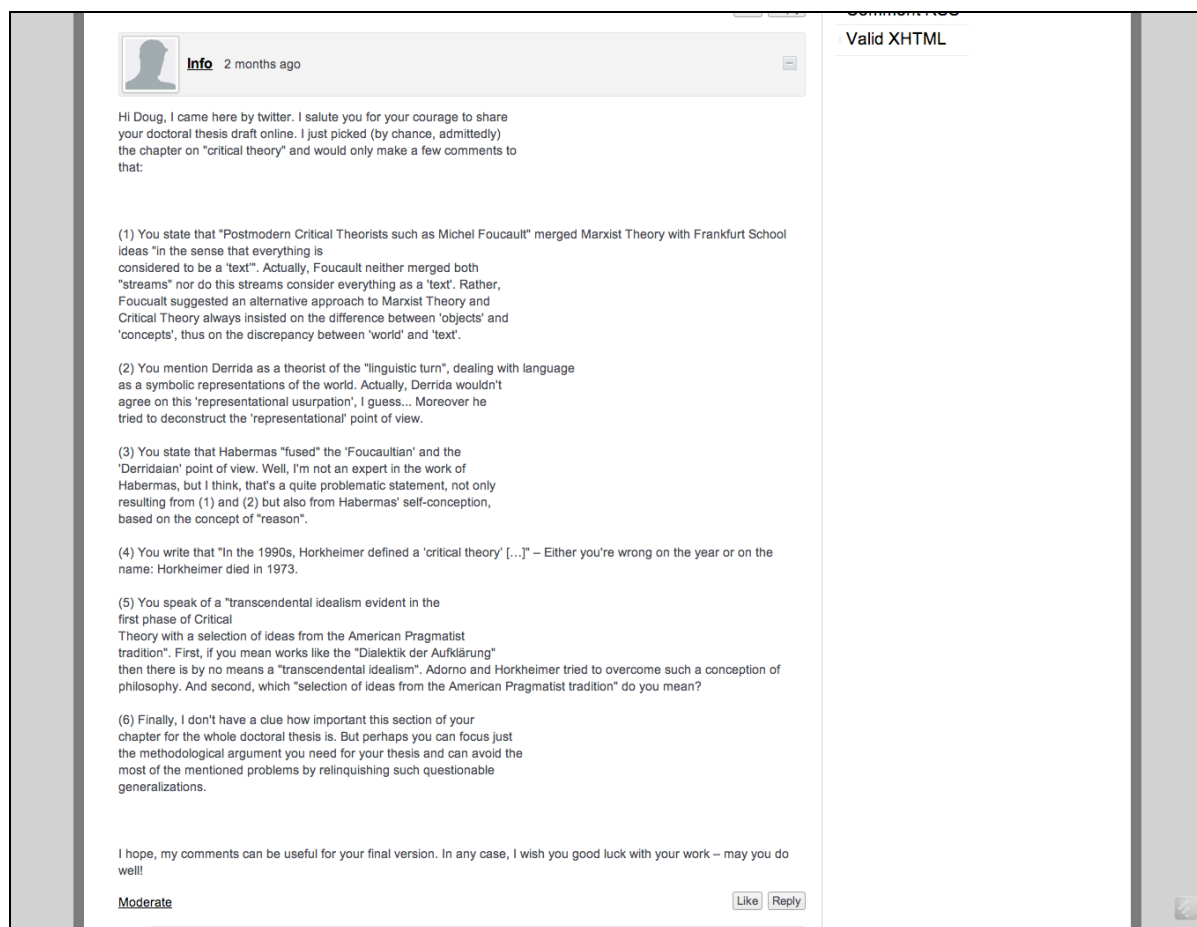 Valid XHTML
Info 2 months ago
Hi Doug, I came here by twitter. I salute you for your courage to share
your doctoral thesis draft online. I just picked (by chance, admittedly)
the chapter on "critical theory" and would only make a few comments to
that:
(1) You state that "Postmodern Critical Theorists such as Michel Foucault" merged Marxist Theory with Frankfurt School
ideas "in the sense that everything is
considered to be a 'text'". Actually, Foucault neither merged both
"streams" nor do this streams consider everything as a 'text'. Rather,
Foucualt suggested an alternative approach to Marxist Theory and
Critical Theory always insisted on the difference between 'objects' and
'concepts', thus on the discrepancy between 'world' and 'text'.
(2) You mention Derrida as a theorist of the "linguistic turn", dealing with language
as a symbolic representations of the world. Actually, Derrida wouldn't
agree on this 'representational usurpation', I guess... Moreover he
tried to deconstruct the 'representational' point of view.
(3) You state that Habermas "fused" the 'Foucaultian' and the
'Derridaian' point of view. Well, I'm not an expert in the work of
Habermas, but I think, that's a quite problematic statement, not only
resulting from (1) and (2) but also from Habermas' self-conception,
based on the concept of "reason".
(4) You write that "In the 1990s, Horkheimer defined a 'critical theory' […]" – Either you're wrong on the year or on the
name: Horkheimer died in 1973.
(5) You speak of a "transcendental idealism evident in the
first phase of Critical
Theory with a selection of ideas from the American Pragmatist
tradition". First, if you mean works like the "Dialektik der Aufklärung"
then there is by no means a "transcendental idealism". Adorno and Horkheimer tried to overcome such a conception of
philosophy. And second, which "selection of ideas from the American Pragmatist tradition" do you mean?
(6) Finally, I don't have a clue how important this section of your
chapter for the whole doctoral thesis is. But perhaps you can focus just
the methodological argument you need for your thesis and can avoid the
most of the mentioned problems by relinquishing such questionable
generalizations.
I hope, my comments can be useful for your final version. In any case, I wish you good luck with your work – may you do
well!
Moderate Like Reply